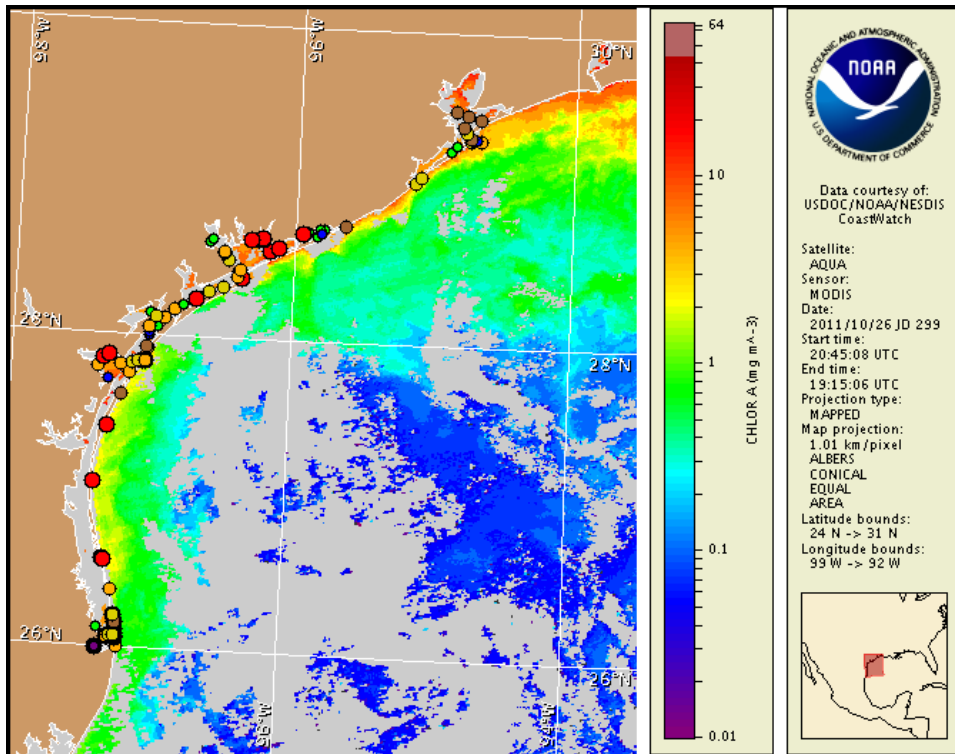 98°W
96°W
30°N
28°N
28°N
26°N
26°N
96°W
94°W
64
10
1
0.1
0.01
CHLOR A (mg m^-3)
NATIONAL OCEANIC AND ATMOSPHERIC ADMINISTRATION
NOAA
U.S. DEPARTMENT OF COMMERCE
Data courtesy of:
USDOC/NOAA/NESDIS
CoastWatch
Satellite:
AQUA
Sensor:
MODIS
Date:
2011/10/26 JD 299
Start time:
20:45:08 UTC
End time:
19:15:06 UTC
Projection type:
MAPPED
Map projection:
1.01 km/pixel
ALBERS
CONICAL
EQUAL
AREA
Latitude bounds:
24 N -> 31 N
Longitude bounds:
99 W -> 92 W